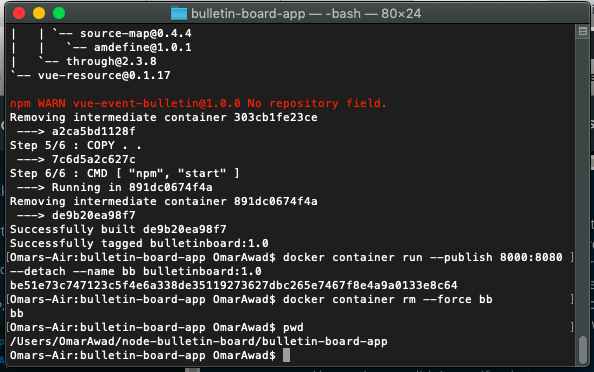 bulletin-board-app — -bash — 80×24
|   | `-- source-map@0.4.4
|   |   `-- amdefine@1.0.1
|   `-- through@2.3.8
`-- vue-resource@0.1.17
npm WARN vue-event-bulletin@1.0.0 No repository field.
Removing intermediate container 303cb1fe23ce
 ---> a2ca5bd1128f
Step 5/6 : COPY . .
 ---> 7c6d5a2c627c
Step 6/6 : CMD [ "npm", "start" ]
 ---> Running in 891dc0674f4a
Removing intermediate container 891dc0674f4a
 ---> de9b20ea98f7
Successfully built de9b20ea98f7
Successfully tagged bulletinboard:1.0
[Omars-Air:bulletin-board-app OmarAwad$ docker container run --publish 8000:8080 ]
--detach --name bb bulletinboard:1.0
be51e73c747123c5f4e6a338de35119273627dbc265e7467f8e4a9a0133e8c64
[Omars-Air:bulletin-board-app OmarAwad$ docker container rm --force bb ]
bb
[Omars-Air:bulletin-board-app OmarAwad$ pwd ]
/Users/OmarAwad/node-bulletin-board/bulletin-board-app
Omars-Air:bulletin-board-app OmarAwad$